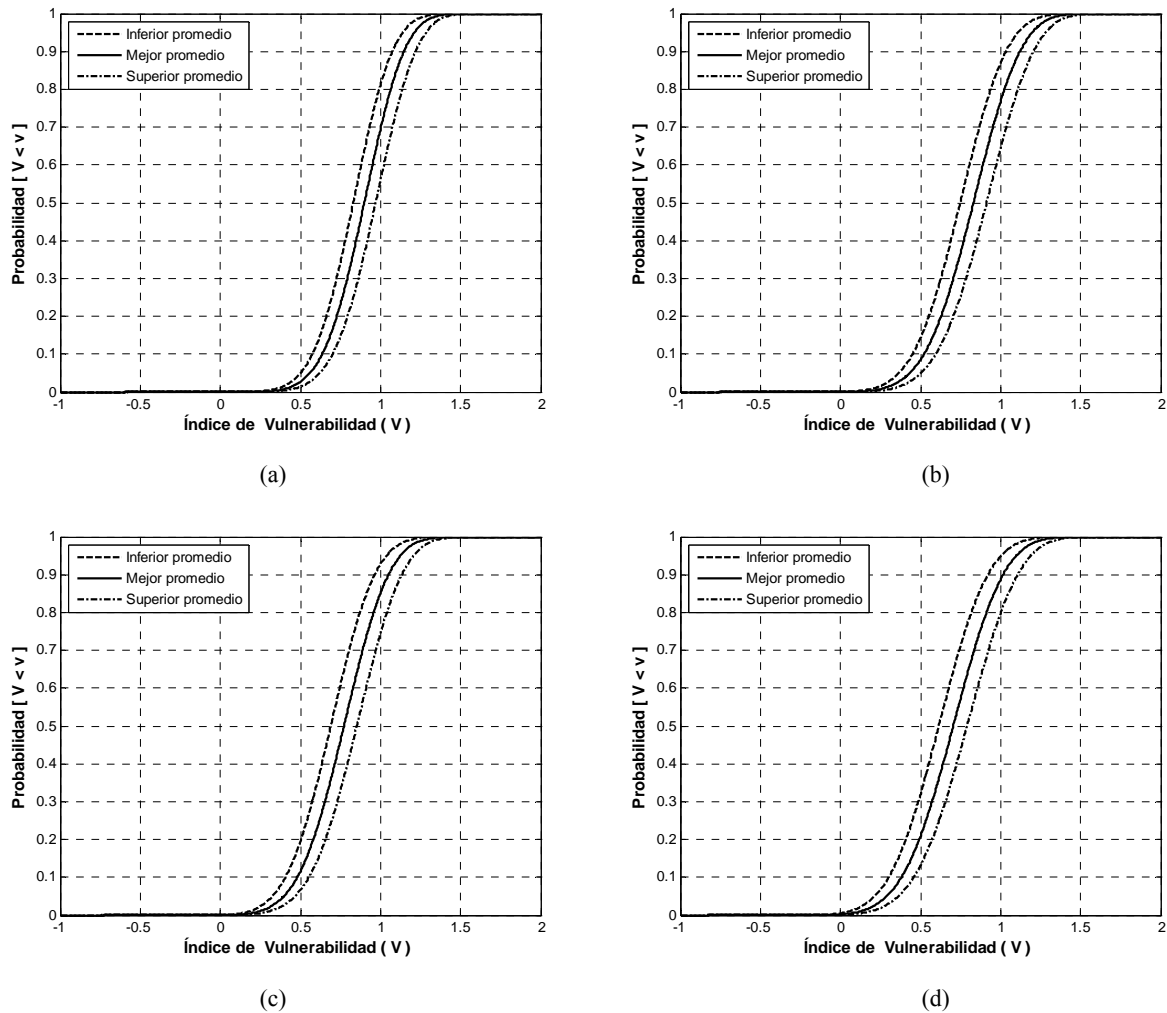 1
0.9
0.8
0.7
0.6
0.5
0.4
0.3
0.2
0.1
0
Probabilidad [ V < v ]
Inferior promedio
Mejor promedio
Superior promedio
-1 -0.5 0 0.5 1 1.5 2
Índice de Vulnerabilidad ( V )
(a)
1
0.9
0.8
0.7
0.6
0.5
0.4
0.3
0.2
0.1
0
Probabilidad [ V < v ]
Inferior promedio
Mejor promedio
Superior promedio
-1 -0.5 0 0.5 1 1.5 2
Índice de Vulnerabilidad ( V )
(b)
1
0.9
0.8
0.7
0.6
0.5
0.4
0.3
0.2
0.1
0
Probabilidad [ V < v ]
Inferior promedio
Mejor promedio
Superior promedio
-1 -0.5 0 0.5 1 1.5 2
Índice de Vulnerabilidad ( V )
(c)
1
0.9
0.8
0.7
0.6
0.5
0.4
0.3
0.2
0.1
0
Probabilidad [ V < v ]
Inferior promedio
Mejor promedio
Superior promedio
-1 -0.5 0 0.5 1 1.5 2
Índice de Vulnerabilidad ( V )
(d)